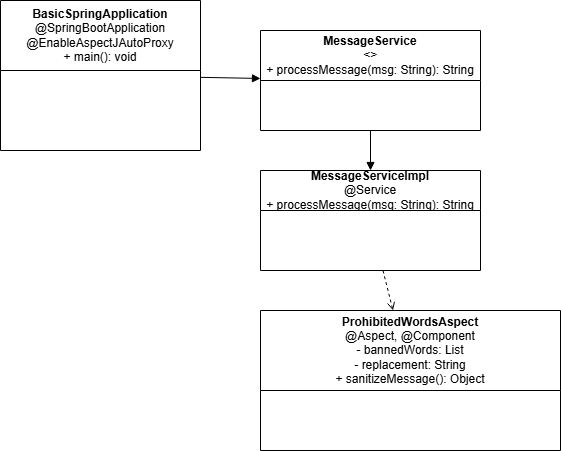 BasicSpringApplication
@SpringBootApplication
@EnableAspectJAutoProxy
+ main(): void
MessageService
<>
+ processMessage(msg: String): String
MessageServiceImpl
@Service
+ processMessage(msg: String): String
ProhibitedWordsAspect
@Aspect, @Component
- bannedWords: List
- replacement: String
+ sanitizeMessage(): Object